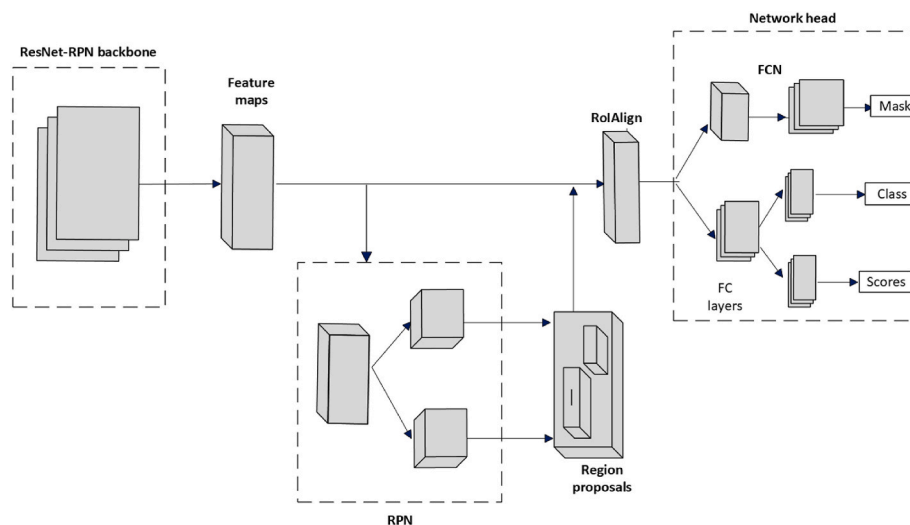 Network head
ResNet-RPN backbone
Feature
maps
FCN
Mask
RoIAlign
Class
FC
layers
Scores
Region
proposals
RPN